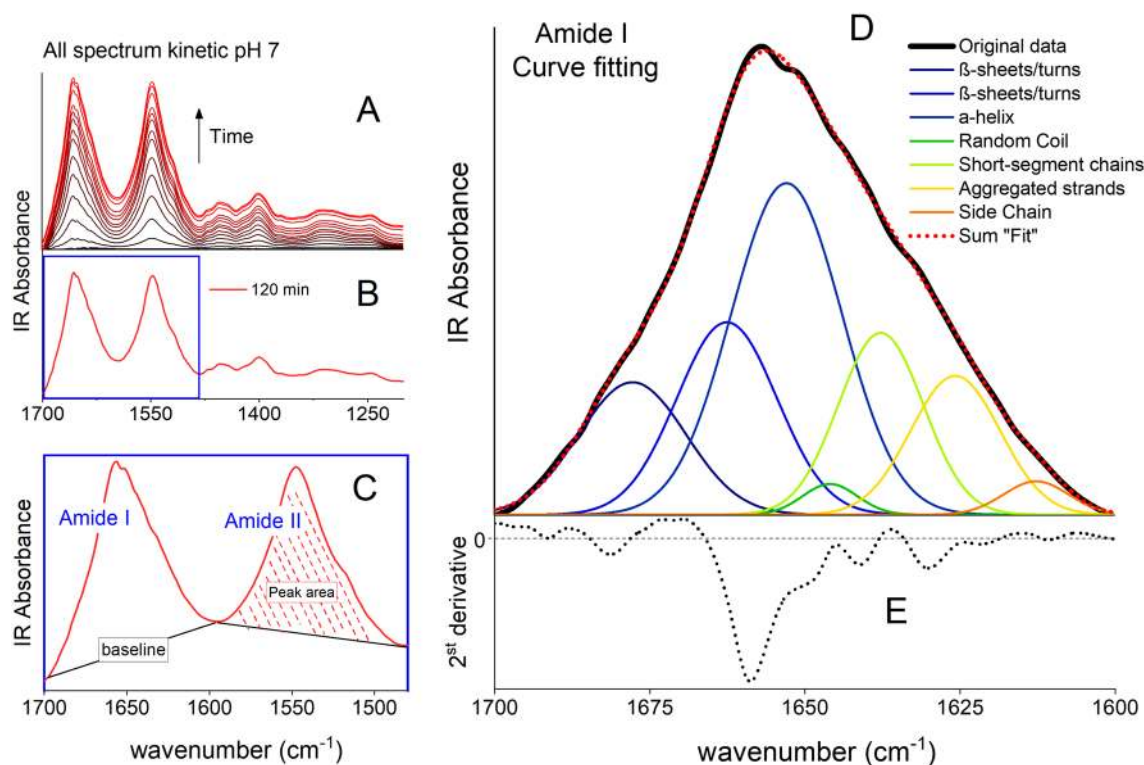 All spectrum kinetic pH 7
A
Time
IR Absorbance
B
120 min
1700 1550 1400 1250
C
Amide I
Amide II
Peak area
baseline
IR Absorbance
1700 1650 1600 1550 1500
wavenumber (cm⁻¹)
Amide I
Curve fitting
D
Original data
ß-sheets/turns
ß-sheets/turns
a-helix
Random Coil
Short-segment chains
Aggregated strands
Side Chain
Sum "Fit"
IR Absorbance
0
2ˢᵗ derivative
E
1700 1675 1650 1625 1600
wavenumber (cm⁻¹)